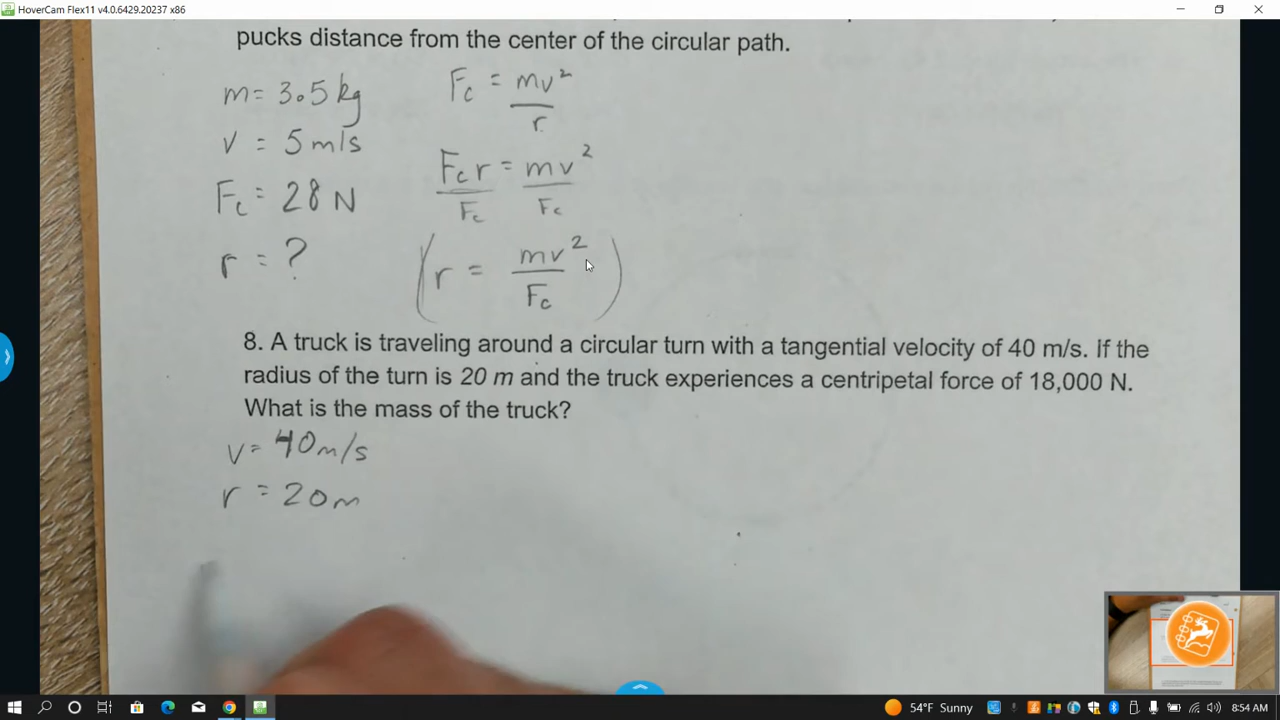 HoverCam Flex11 v4.0.6429.20237 x86
pucks distance from the center of the circular path.
m = 3.5 kg
Fc = mv²
r
v = 5 m/s
Fc r = mv²
Fc Fc
Fc = 28 N
r = ?
(r = mv²
Fc)
8. A truck is traveling around a circular turn with a tangential velocity of 40 m/s. If the
radius of the turn is 20 m and the truck experiences a centripetal force of 18,000 N.
What is the mass of the truck?
v = 40 m/s
r = 20 m
54°F Sunny
8:54 AM